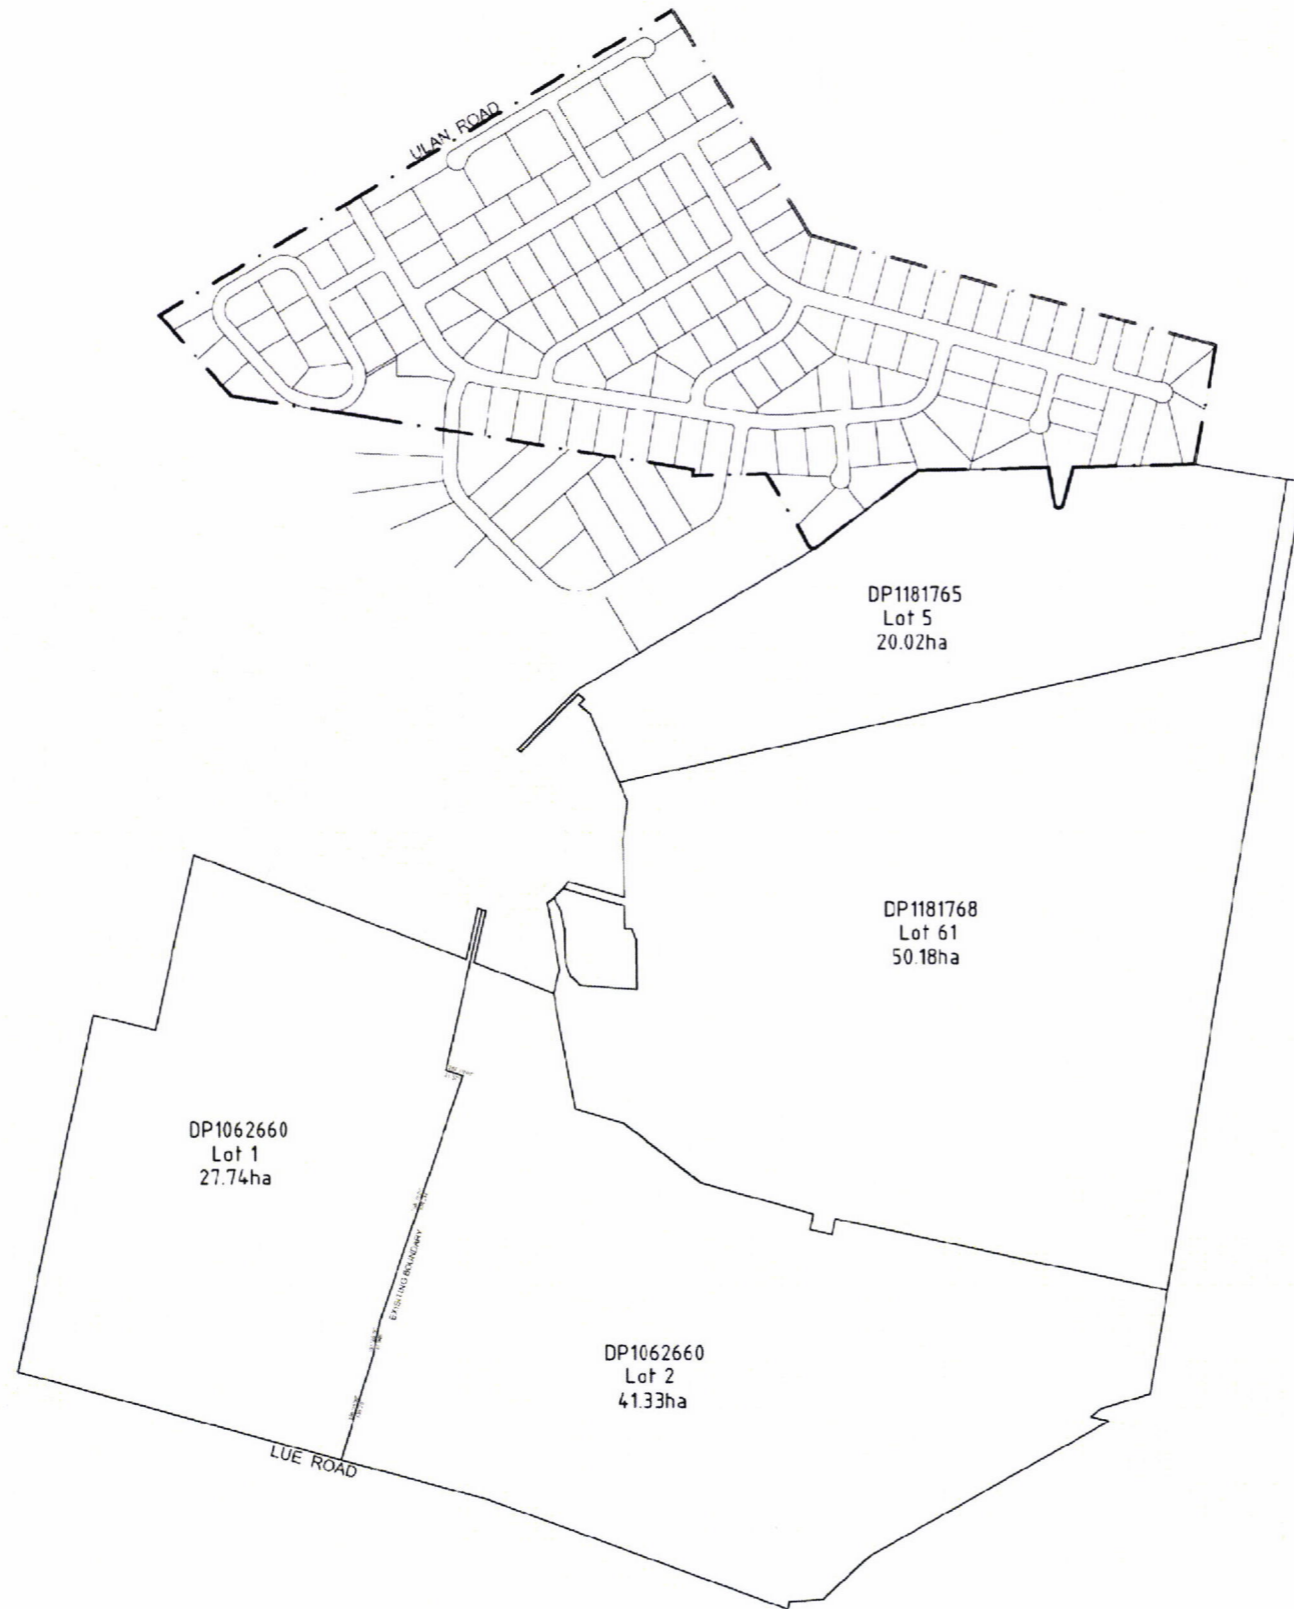 ULAN ROAD
DP1181765
Lot 5
20.02ha
DP1181768
Lot 61
50.18ha
DP1062660
Lot 1
27.74ha
EXISTING BOUNDARY
DP1062660
Lot 2
41.33ha
LUE ROAD